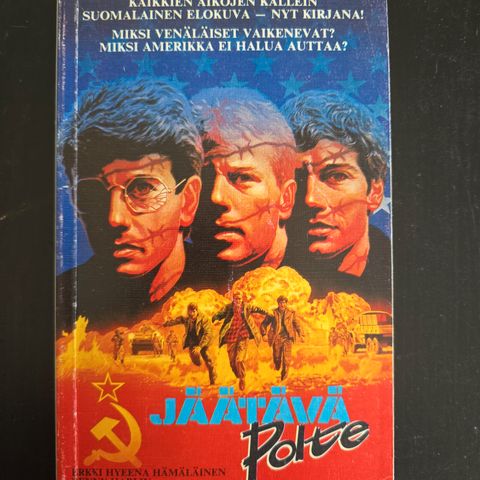 KAIKKIEN AIKOJEN KALLEIN
SUOMALAINEN ELOKUVA — NYT KIRJANA!
MIKSI VENÄLÄISET VAIKENEVAT?
MIKSI AMERIKKA EI HALUA AUTTAA?
JÄÄTÄVÄ
Polte
ERKKI HYEENA HÄMÄLÄINEN